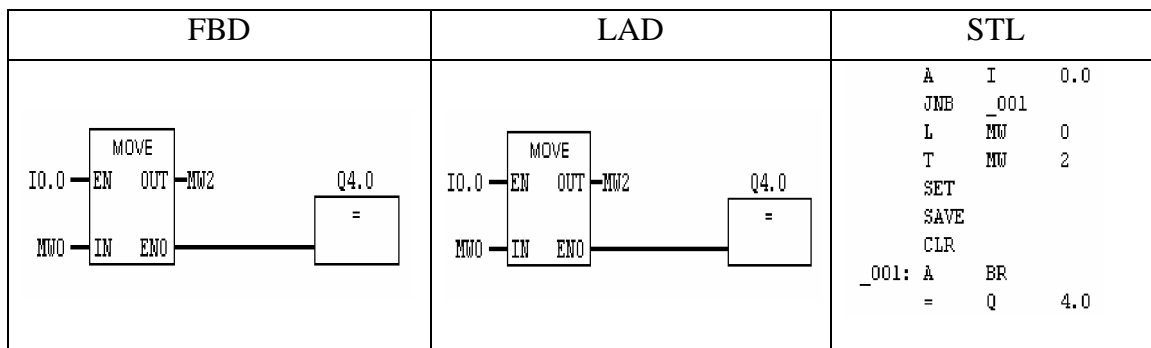 FBD LAD STL
MOVE
I0.0 EN OUT MW2 Q4.0
=
MW0 IN ENO
MOVE
I0.0 EN OUT MW2 Q4.0
=
MW0 IN ENO
A I 0.0
JNB _001
L MW 0
T MW 2
SET
SAVE
CLR
_001: A BR
= Q 4.0